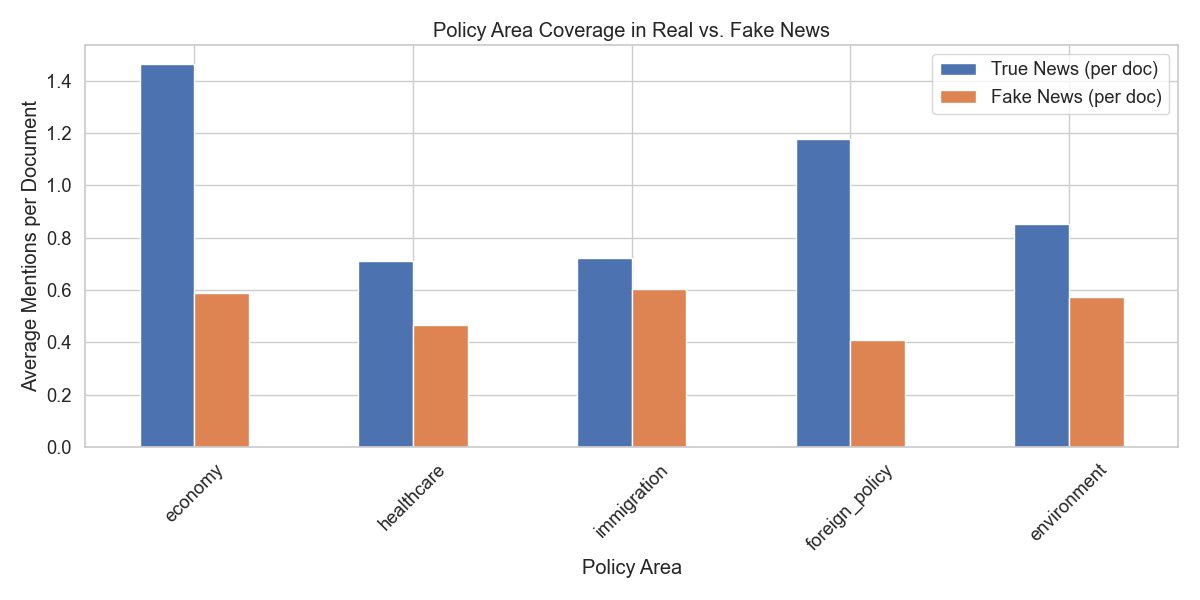 Policy Area Coverage in Real vs. Fake News
True News (per doc)
Fake News (per doc)
Average Mentions per Document
1.4
1.2
1.0
0.8
0.6
0.4
0.2
0.0
economy
healthcare
immigration
foreign_policy
environment
Policy Area